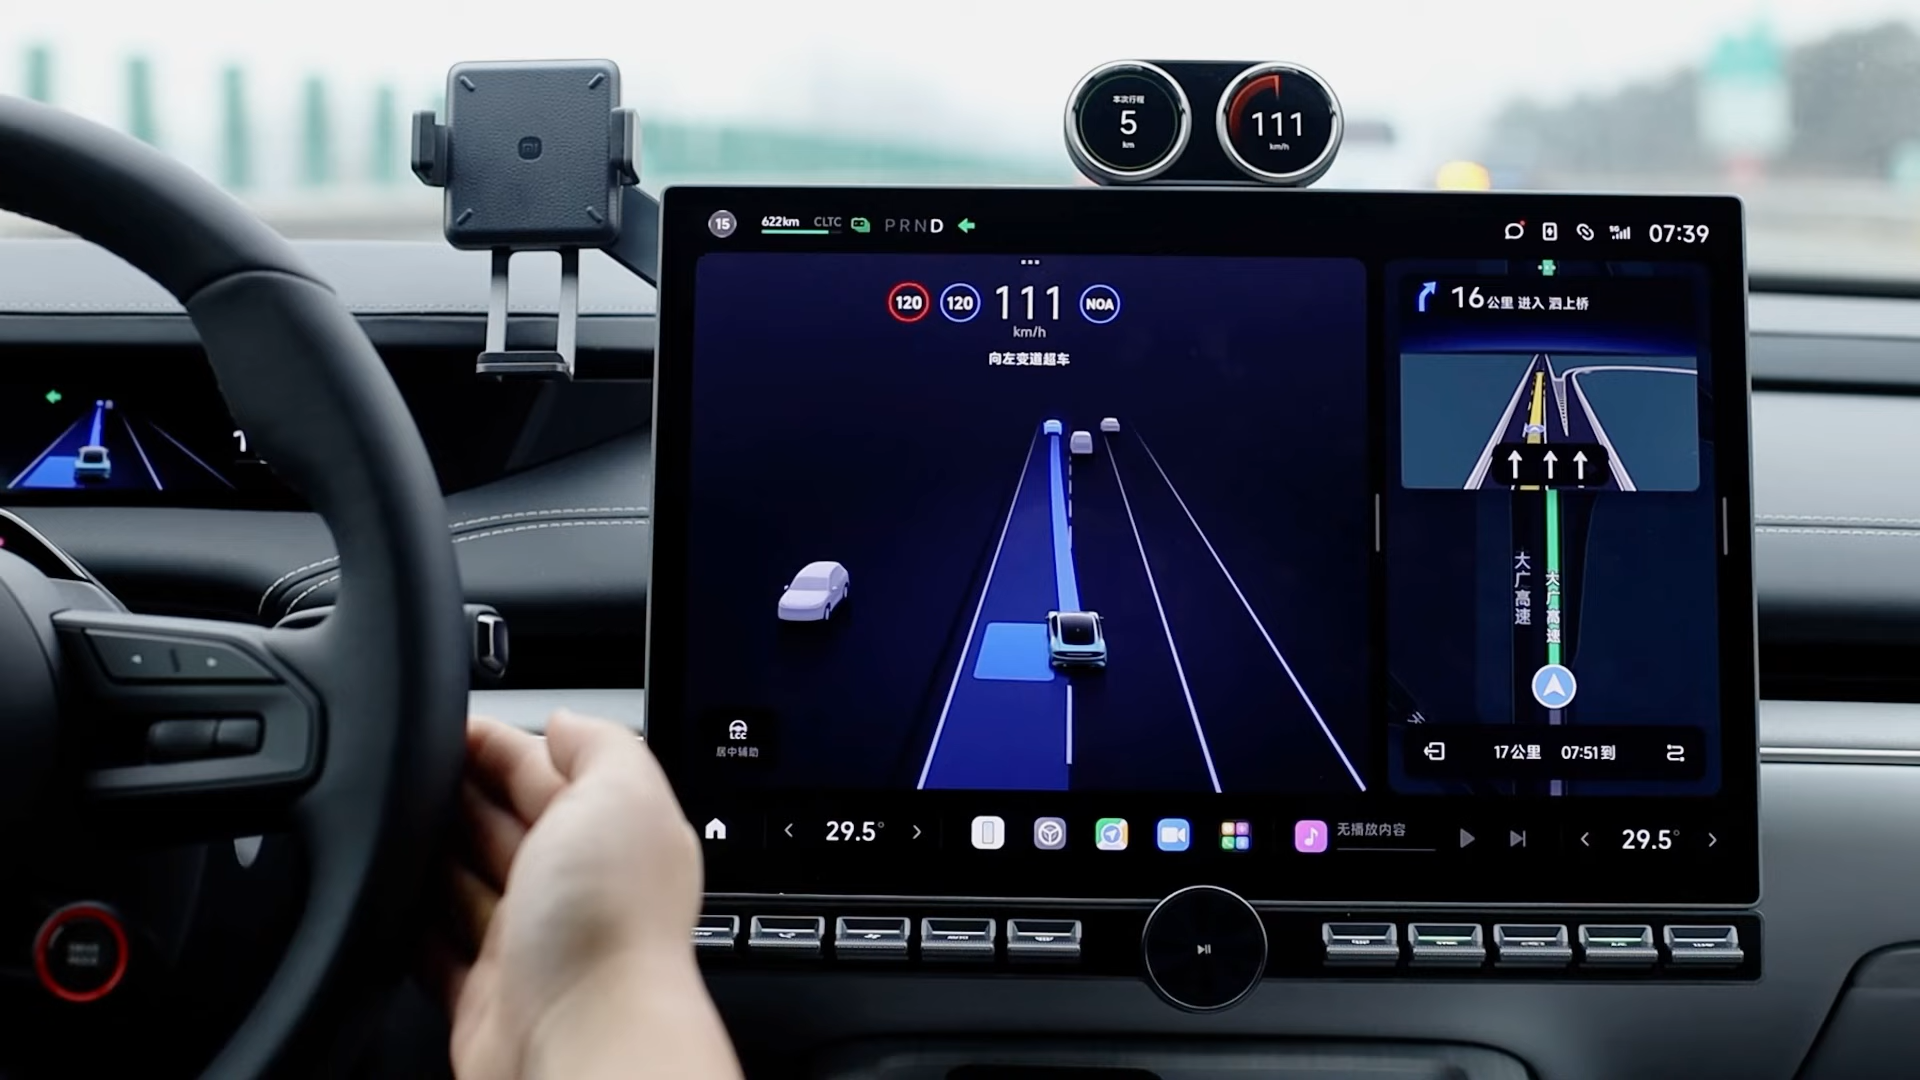 本次行程
5
km
111
km/h
15 622km CLTC PRND
5G 07:39
120 120 111 NOA
km/h
向左变道超车
16公里 进入 泗上桥
大广高速
大广高速
LCC
居中辅助
17公里 07:51到
29.5°
无播放内容
29.5°